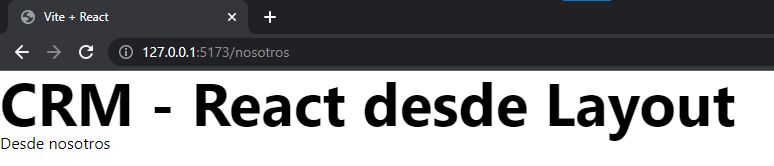 Vite + React
127.0.0.1:5173/nosotros
CRM - React desde Layout
Desde nosotros